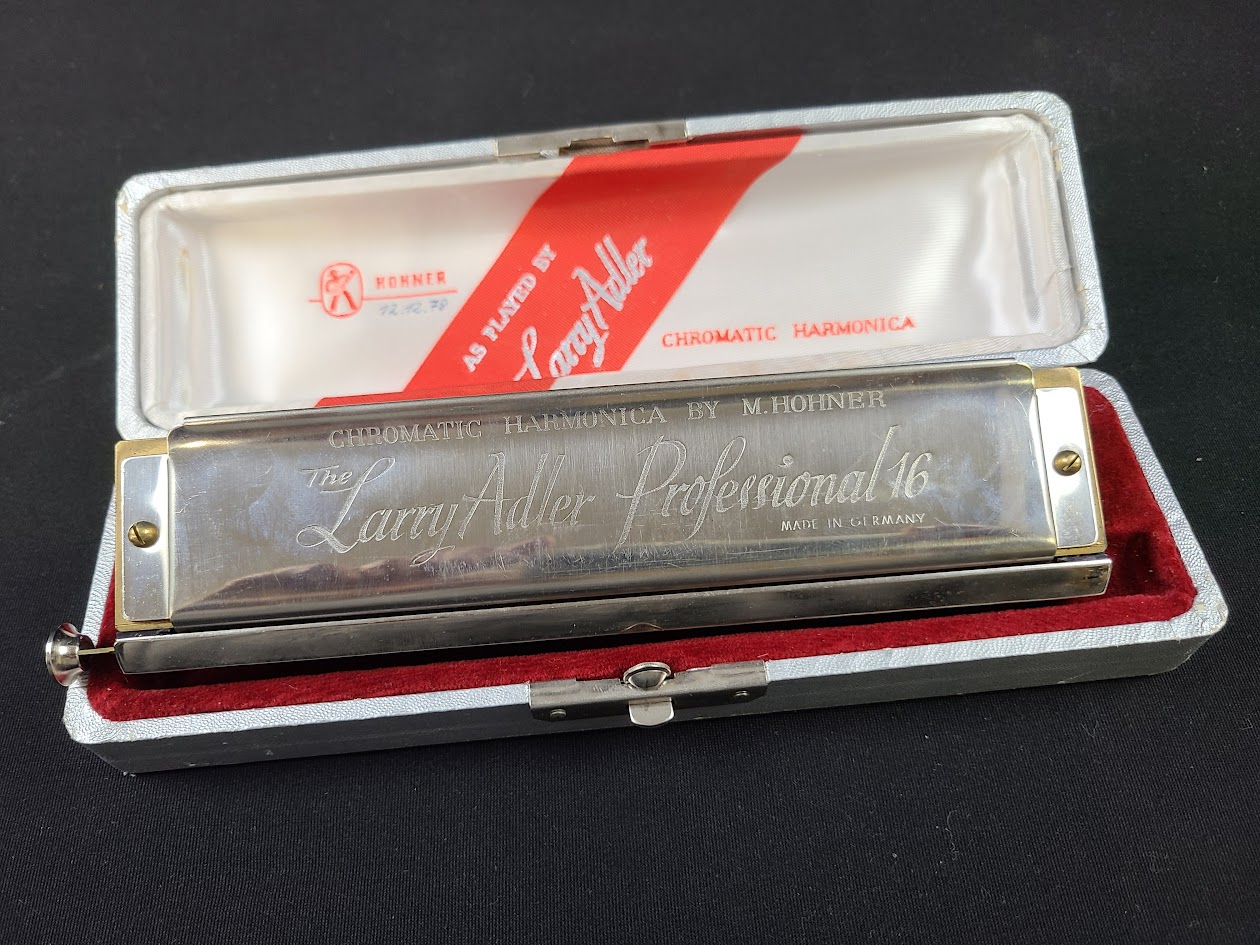 HOHNER
12.12.78
AS PLAYED BY
Larry Adler
CHROMATIC HARMONICA
CHROMATIC HARMONICA BY M. HOHNER
The Larry Adler Professional 16
MADE IN GERMANY